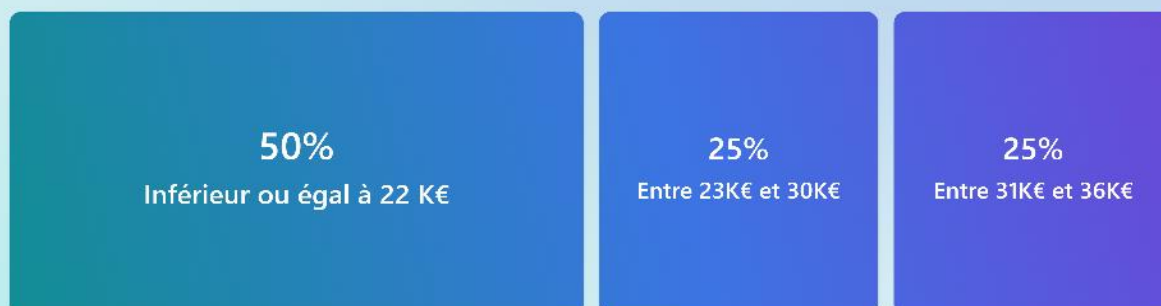 50%
Inférieur ou égal à 22 K€
25%
Entre 23K€ et 30K€
25%
Entre 31K€ et 36K€